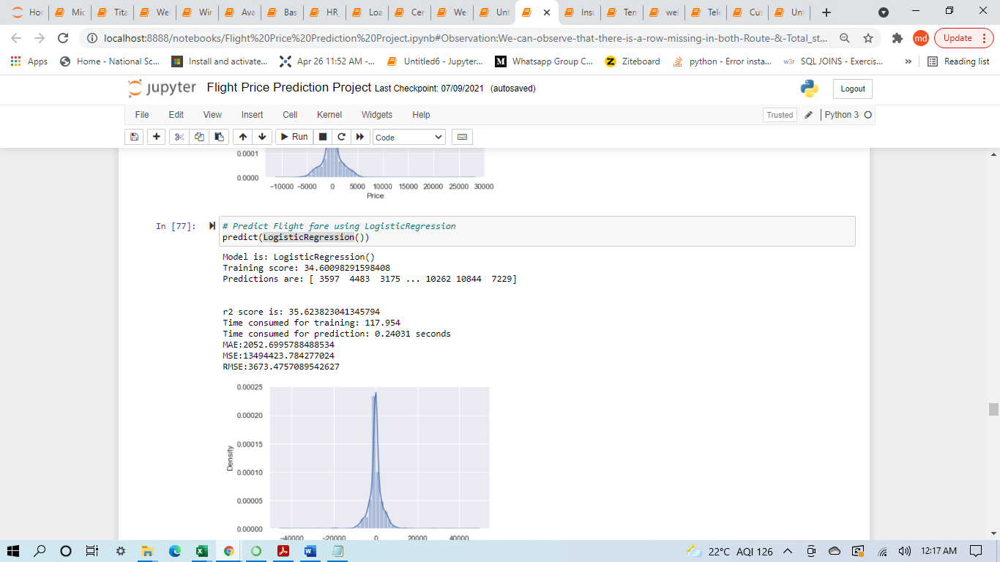 Hor Mic Tita Wel Wir Ava Bas HR_ Loa Cer Wel Unt Insu Terr wel Tele Cus Unt
localhost:8888/notebooks/Flight%20Price%20Prediction%20Project.ipynb#Observation:We-can-observe-that-there-is-a-row-missing-in-both-Route-&-Total_st... md Update
Apps Home - National Sc... Install and activate... Apr 26 11:52 AM -... Untitled6 - Jupyter... Whatsapp Group C... Ziteboard python - Error insta... w3r SQL JOINS - Exercis... » Reading list
jupyter Flight Price Prediction Project Last Checkpoint: 07/09/2021 (autosaved) Logout
File Edit View Insert Cell Kernel Widgets Help Trusted Python 3
Run Code
0.0001
0.0000
−10000 −5000 0 5000 10000 15000 20000 25000 30000
Price
In [77]: # Predict Flight fare using LogisticRegression
predict(LogisticRegression())
Model is: LogisticRegression()
Training score: 34.60098291598408
Predictions are: [ 3597 4483 3175 ... 10262 10844 7229]
r2 score is: 35.623823041345794
Time consumed for training: 117.954
Time consumed for prediction: 0.24031 seconds
MAE:2052.6995788488534
MSE:13494423.784277024
RMSE:3673.4757089542627
0.00025
0.00020
0.00015
Density
0.00010
0.00005
0.00000
−40000 −20000 0 20000 40000
22°C AQI 126 12:17 AM